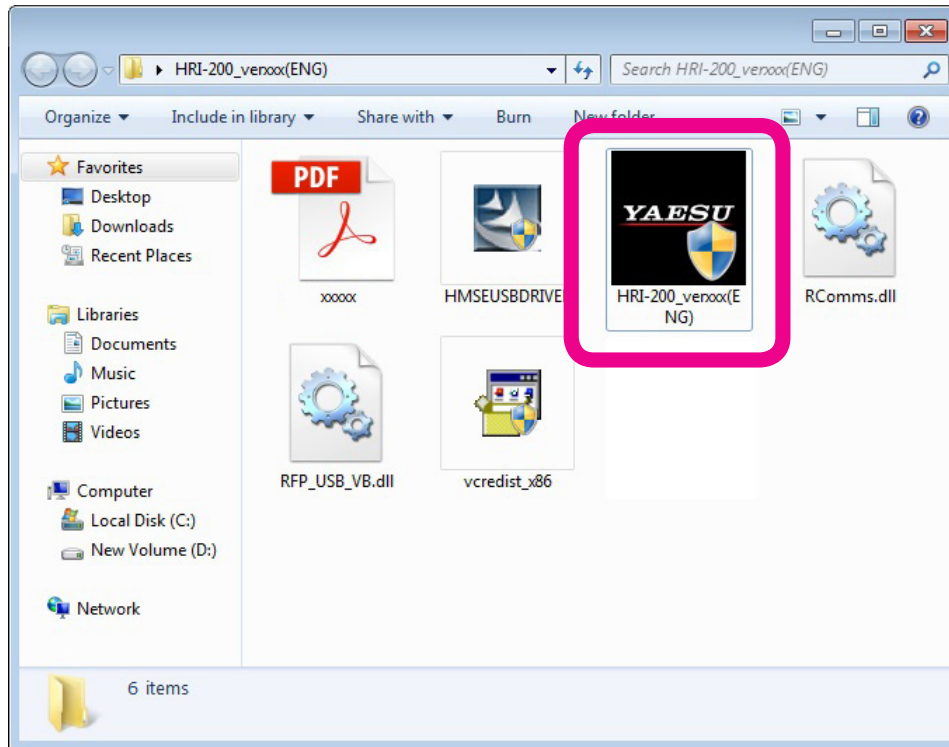 HRI-200_verxxx(ENG)
Search HRI-200_verxxx(ENG)
Organize
Include in library
Share with
Burn
New folder
Favorites
Desktop
Downloads
Recent Places
Libraries
Documents
Music
Pictures
Videos
Computer
Local Disk (C:)
New Volume (D:)
Network
PDF
xxxxx
HMSEUSBDRIVE
YAESU
HRI-200_verxxx(E
NG)
RComms.dll
RFP_USB_VB.dll
vcredist_x86
6 items